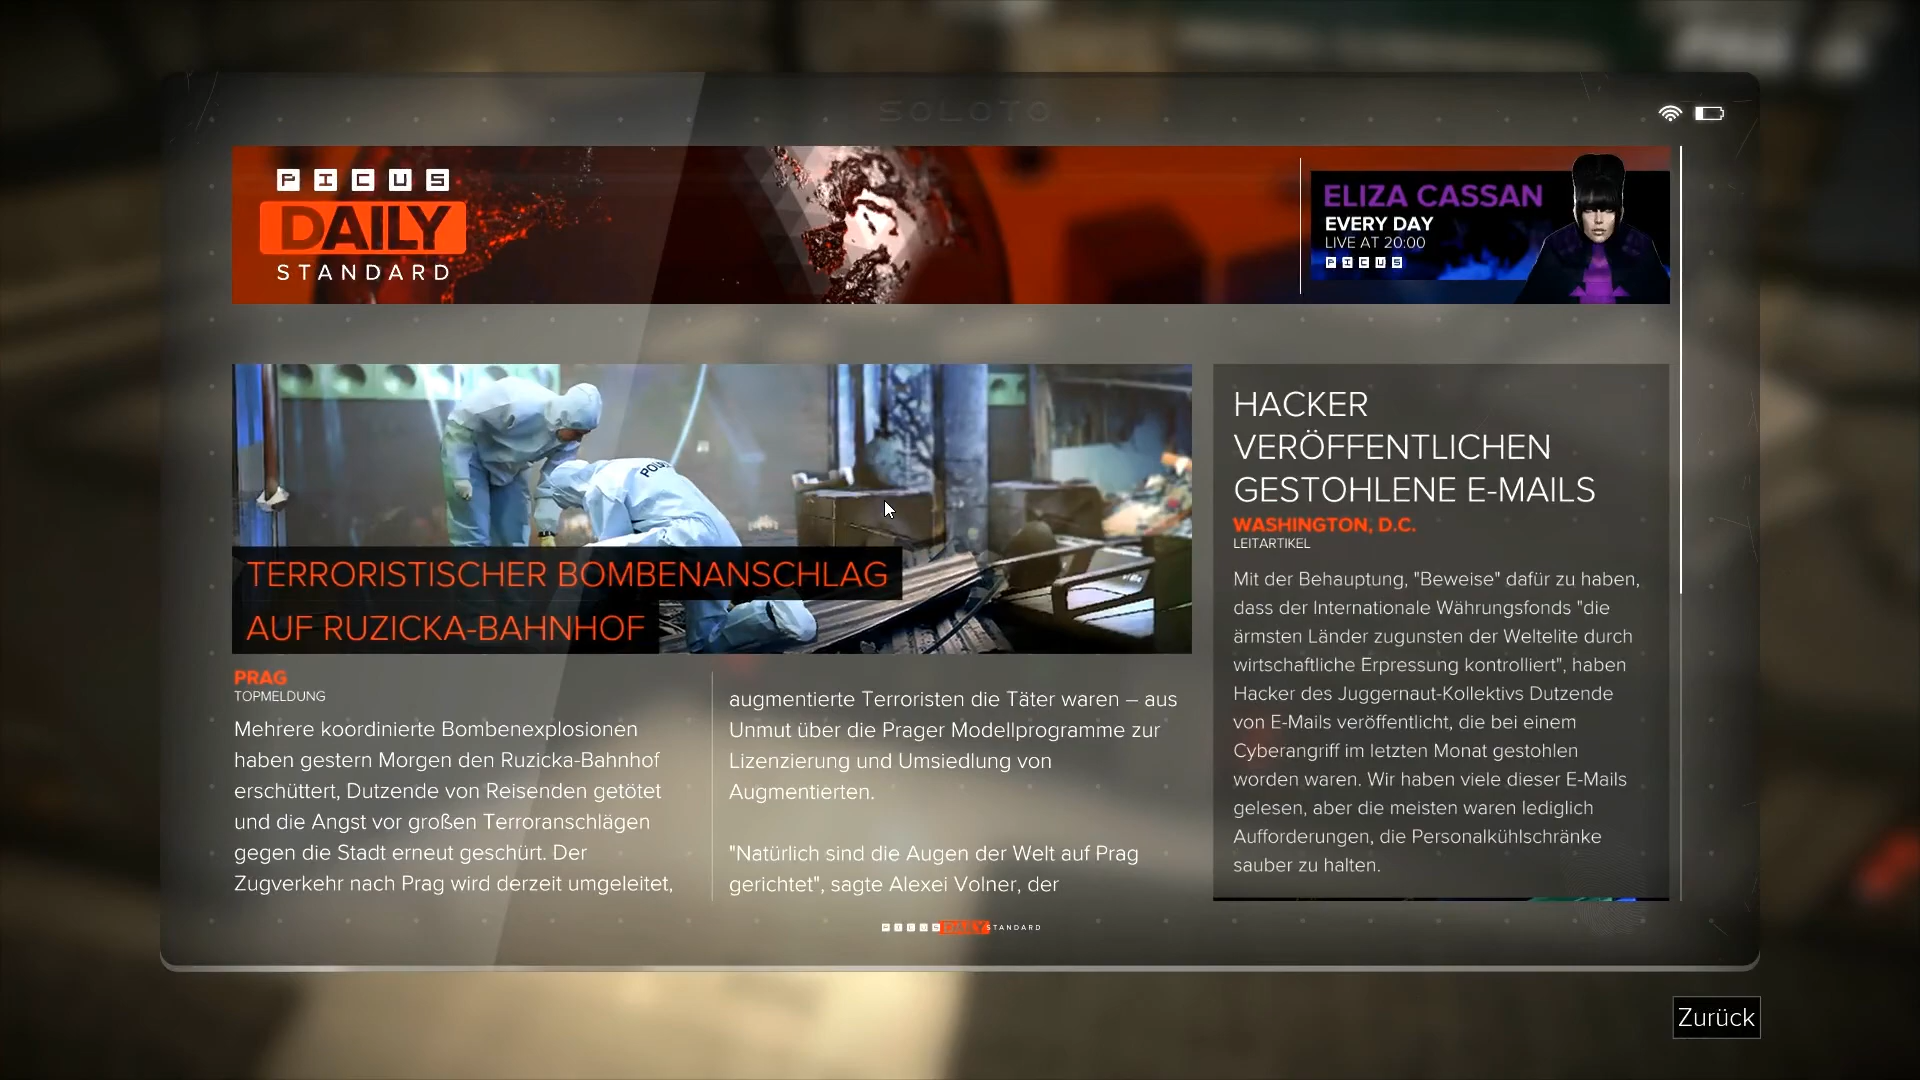 SOLOTO
PICUS
DAILY
STANDARD
ELIZA CASSAN
EVERY DAY
LIVE AT 20:00
PICUS
TERRORISTISCHER BOMBENANSCHLAG
AUF RUZICKA-BAHNHOF
PRAG
TOPMELDUNG
Mehrere koordinierte Bombenexplosionen
haben gestern Morgen den Ruzicka-Bahnhof
erschüttert, Dutzende von Reisenden getötet
und die Angst vor großen Terroranschlägen
gegen die Stadt erneut geschürt. Der
Zugverkehr nach Prag wird derzeit umgeleitet,
augmentierte Terroristen die Täter waren – aus
Unmut über die Prager Modellprogramme zur
Lizenzierung und Umsiedlung von
Augmentierten.
"Natürlich sind die Augen der Welt auf Prag
gerichtet", sagte Alexei Volner, der
HACKER
VERÖFFENTLICHEN
GESTOHLENE E-MAILS
WASHINGTON, D.C.
LEITARTIKEL
Mit der Behauptung, "Beweise" dafür zu haben,
dass der Internationale Währungsfonds "die
ärmsten Länder zugunsten der Weltelite durch
wirtschaftliche Erpressung kontrolliert", haben
Hacker des Juggernaut-Kollektivs Dutzende
von E-Mails veröffentlicht, die bei einem
Cyberangriff im letzten Monat gestohlen
worden waren. Wir haben viele dieser E-Mails
gelesen, aber die meisten waren lediglich
Aufforderungen, die Personalkühlschränke
sauber zu halten.
PICUS DAILY STANDARD
Zurück